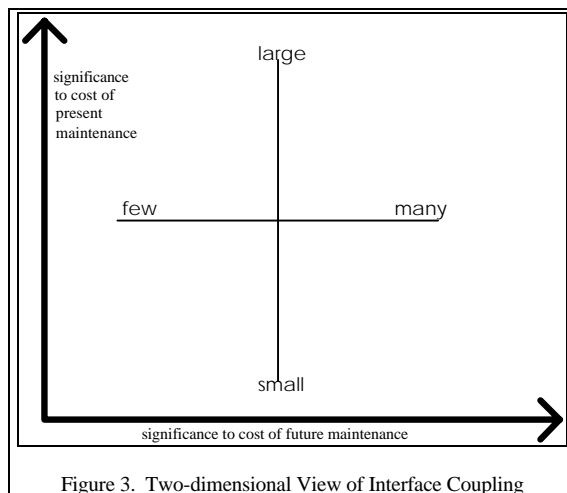 large
significance
to cost of
present
maintenance
few many
small
significance to cost of future maintenance
Figure 3. Two-dimensional View of Interface Coupling